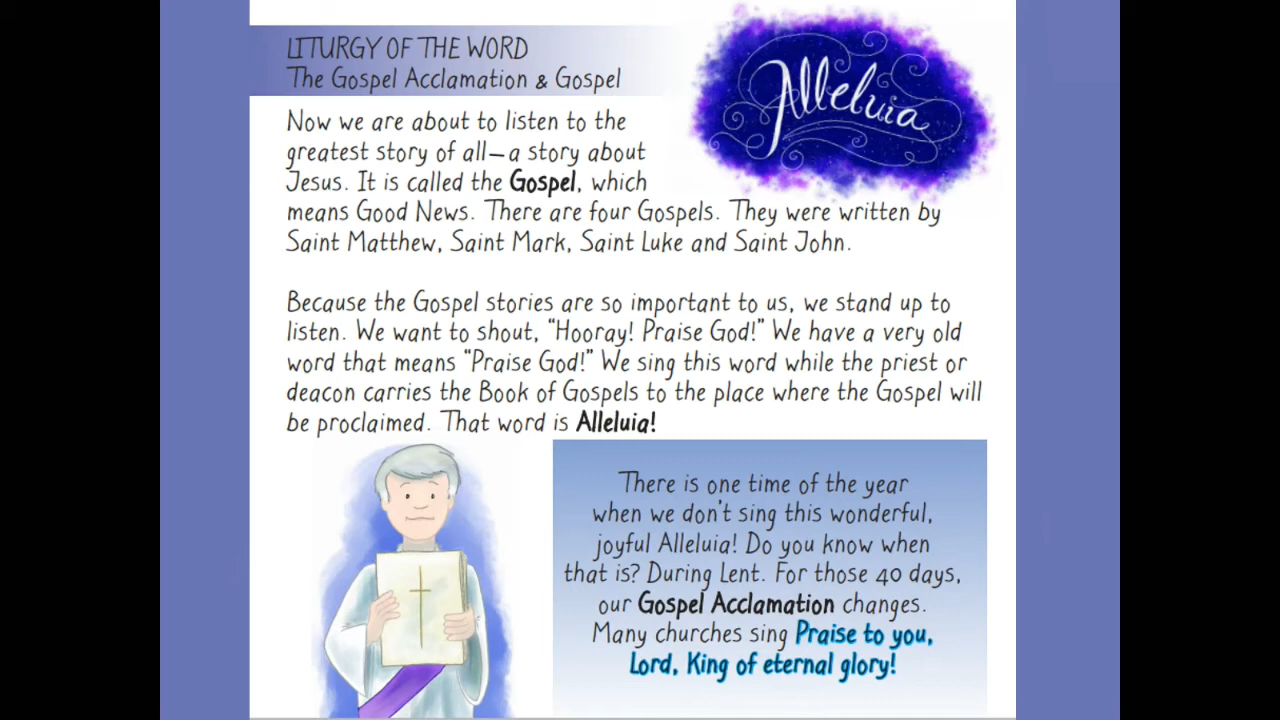 LITURGY OF THE WORD
The Gospel Acclamation & Gospel
Alleluia
Now we are about to listen to the
greatest story of all—a story about
Jesus. It is called the Gospel, which
means Good News. There are four Gospels. They were written by
Saint Matthew, Saint Mark, Saint Luke and Saint John.
Because the Gospel stories are so important to us, we stand up to
listen. We want to shout, “Hooray! Praise God!” We have a very old
word that means “Praise God!” We sing this word while the priest or
deacon carries the Book of Gospels to the place where the Gospel will
be proclaimed. That word is Alleluia!
There is one time of the year
when we don't sing this wonderful,
joyful Alleluia! Do you know when
that is? During Lent. For those 40 days,
our Gospel Acclamation changes.
Many churches sing Praise to you,
Lord, King of eternal glory!